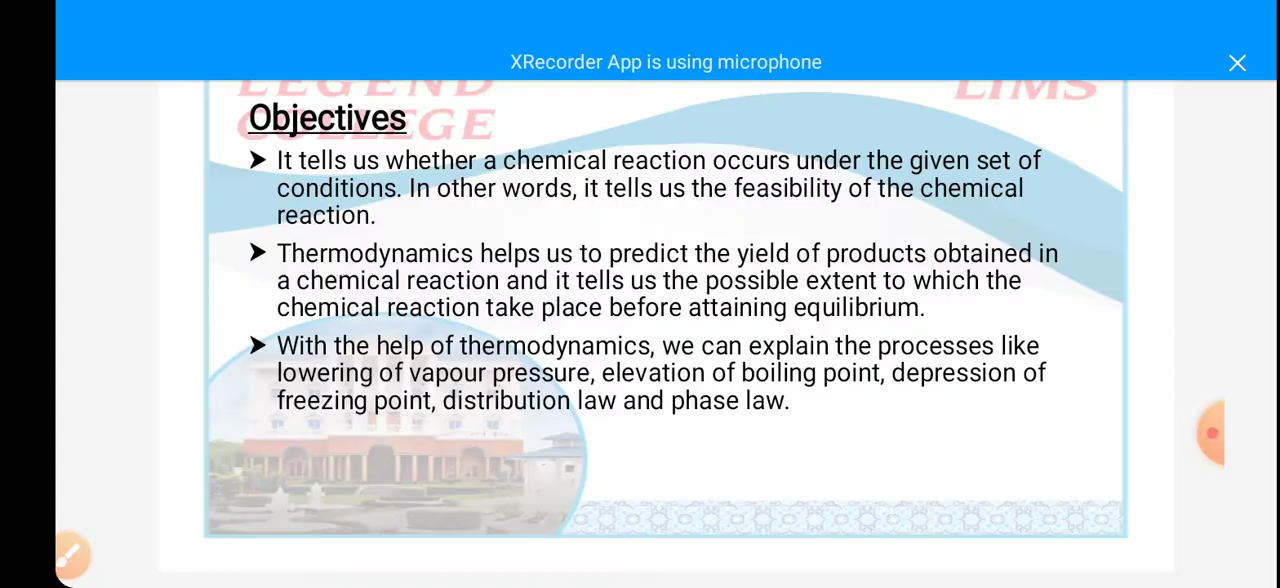 XRecorder App is using microphone
LEGEND
LIMS
COLLEGE
Objectives
➤ It tells us whether a chemical reaction occurs under the given set of
conditions. In other words, it tells us the feasibility of the chemical
reaction.
➤ Thermodynamics helps us to predict the yield of products obtained in
a chemical reaction and it tells us the possible extent to which the
chemical reaction take place before attaining equilibrium.
➤ With the help of thermodynamics, we can explain the processes like
lowering of vapour pressure, elevation of boiling point, depression of
freezing point, distribution law and phase law.